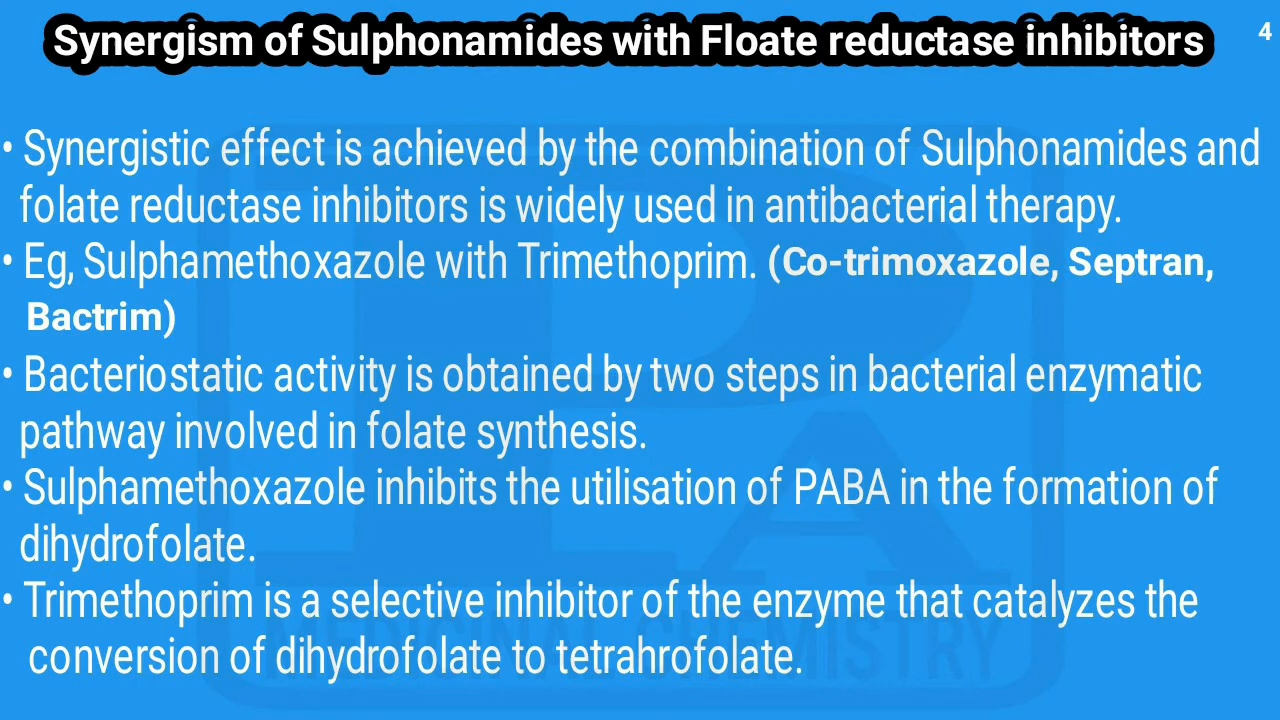 Synergism of Sulphonamides with Floate reductase inhibitors
4
• Synergistic effect is achieved by the combination of Sulphonamides and
folate reductase inhibitors is widely used in antibacterial therapy.
• Eg, Sulphamethoxazole with Trimethoprim. (Co-trimoxazole, Septran,
Bactrim)
• Bacteriostatic activity is obtained by two steps in bacterial enzymatic
pathway involved in folate synthesis.
• Sulphamethoxazole inhibits the utilisation of PABA in the formation of
dihydrofolate.
• Trimethoprim is a selective inhibitor of the enzyme that catalyzes the
conversion of dihydrofolate to tetrahrofolate.
PA
MEDICINAL CHEMISTRY